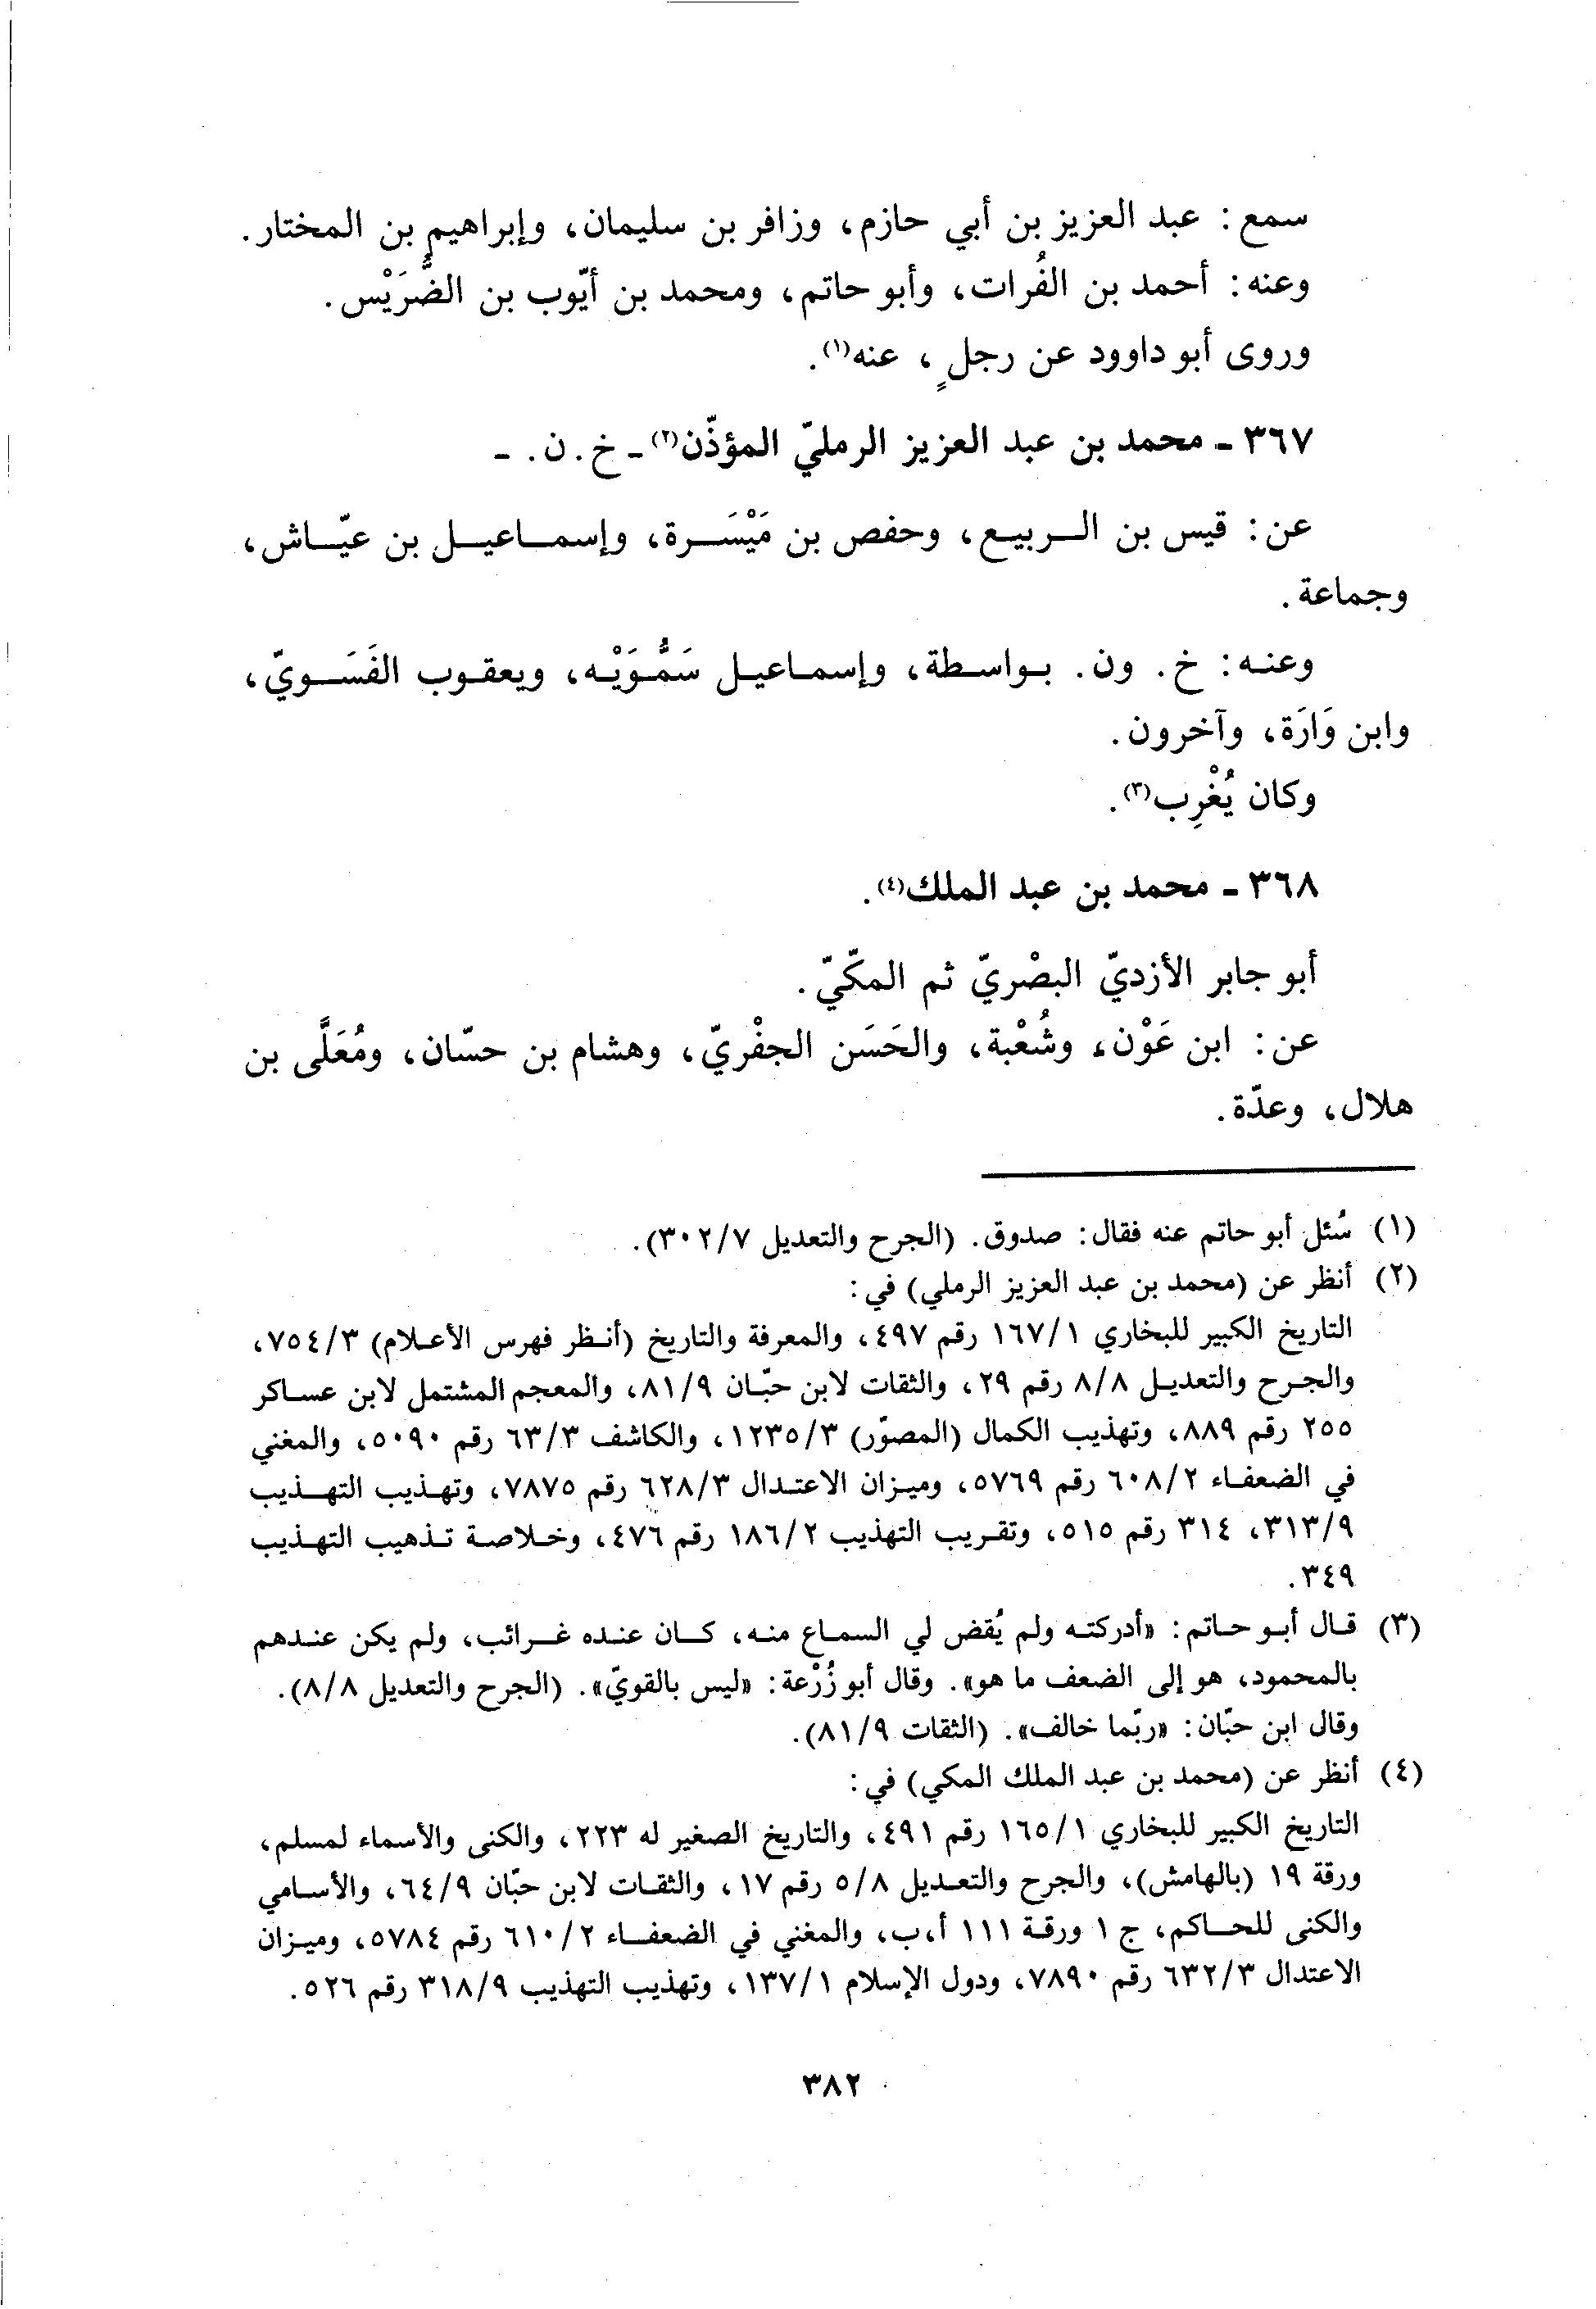 سمع: عبد العزيز بن أبي حازم، وزافر بن سليمان، وإبراهيم بن المختار.
وعنه: أحمد بن الفُرات، وأبو حاتم، ومحمد بن أيّوب بن الضُّرَيْس.
وروى أبو داوود عن رجلٍ، عنه(١).
٣٦٧ - محمد بن عبد العزيز الرمليّ المؤذّن(٢) - خ. ن. -
عن: قيس بن الربيع، وحفص بن مَيْسَرة، وإسماعيل بن عيّاش،
وجماعة.
وعنه: خ. ون. بواسطة، وإسماعيل سَمُّوَيْه، ويعقوب الفَسَويّ،
وابن وَارَة، وآخرون.
وكان يُغْرِب(٣).
٣٦٨ - محمد بن عبد الملك(٤).
أبو جابر الأزديّ البصْريّ ثم المكّيّ.
عن: ابن عَوْن، وشُعْبة، والحَسَن الجفْريّ، وهشام بن حسّان، ومُعَلَّى بن
هلال، وعدّة.
(١) سُئل أبو حاتم عنه فقال: صدوق. (الجرح والتعديل ٣٠٢/٧).
(٢) أنظر عن (محمد بن عبد العزيز الرملي) في:
التاريخ الكبير للبخاري ١٦٧/١ رقم ٤٩٧، والمعرفة والتاريخ (أنظر فهرس الأعلام) ٧٥٤/٣،
والجرح والتعديل ٨/٨ رقم ٢٩، والثقات لابن حبّان ٨١/٩، والمعجم المشتمل لابن عساكر
٢٥٥ رقم ٨٨٩، وتهذيب الكمال (المصوّر) ١٢٣٥/٣، والكاشف ٦٣/٣ رقم ٥٠٩٠، والمغني
في الضعفاء ٦٠٨/٢ رقم ٥٧٦٩، وميزان الاعتدال ٦٢٨/٣ رقم ٧٨٧٥، وتهذيب التهذيب
٣١٣/٩، ٣١٤ رقم ٥١٥، وتقريب التهذيب ١٨٦/٢ رقم ٤٧٦، وخلاصة تذهيب التهذيب
٣٤٩.
(٣) قال أبو حاتم: «أدركته ولم يُقض لي السماع منه، كان عنده غرائب، ولم يكن عندهم
بالمحمود، هو إلى الضعف ما هو». وقال أبو زُرْعة: «ليس بالقويّ». (الجرح والتعديل ٨/٨).
وقال ابن حبّان: «ربّما خالف». (الثقات ٨١/٩).
(٤) أنظر عن (محمد بن عبد الملك المكي) في:
التاريخ الكبير للبخاري ١٦٥/١ رقم ٤٩١، والتاريخ الصغير له ٢٢٣، والكنى والأسماء لمسلم،
ورقة ١٩ (بالهامش)، والجرح والتعديل ٥/٨ رقم ١٧، والثقات لابن حبّان ٦٤/٩، والأسامي
والكنى للحاكم، ج ١ ورقة ١١١ أ،ب، والمغني في الضعفاء ٦١٠/٢ رقم ٥٧٨٤، وميزان
الاعتدال ٦٣٢/٣ رقم ٧٨٩٠، ودول الإسلام ١٣٧/١، وتهذيب التهذيب ٣١٨/٩ رقم ٥٢٦.
٣٨٢